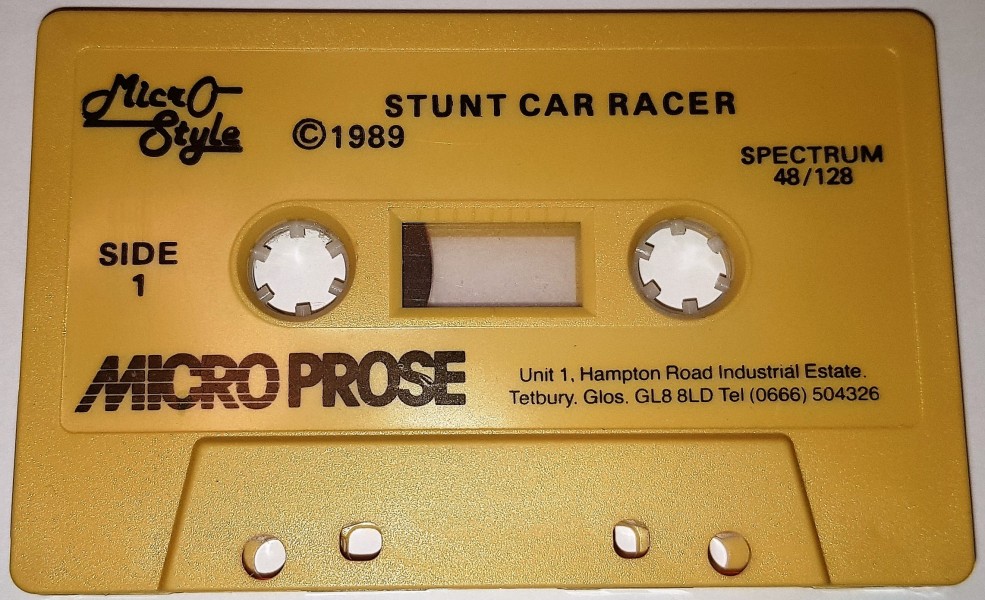 Micro
Style
STUNT CAR RACER
©1989
SPECTRUM
48/128
SIDE
1
MICRO PROSE
Unit 1, Hampton Road Industrial Estate.
Tetbury. Glos. GL8 8LD Tel (0666) 504326